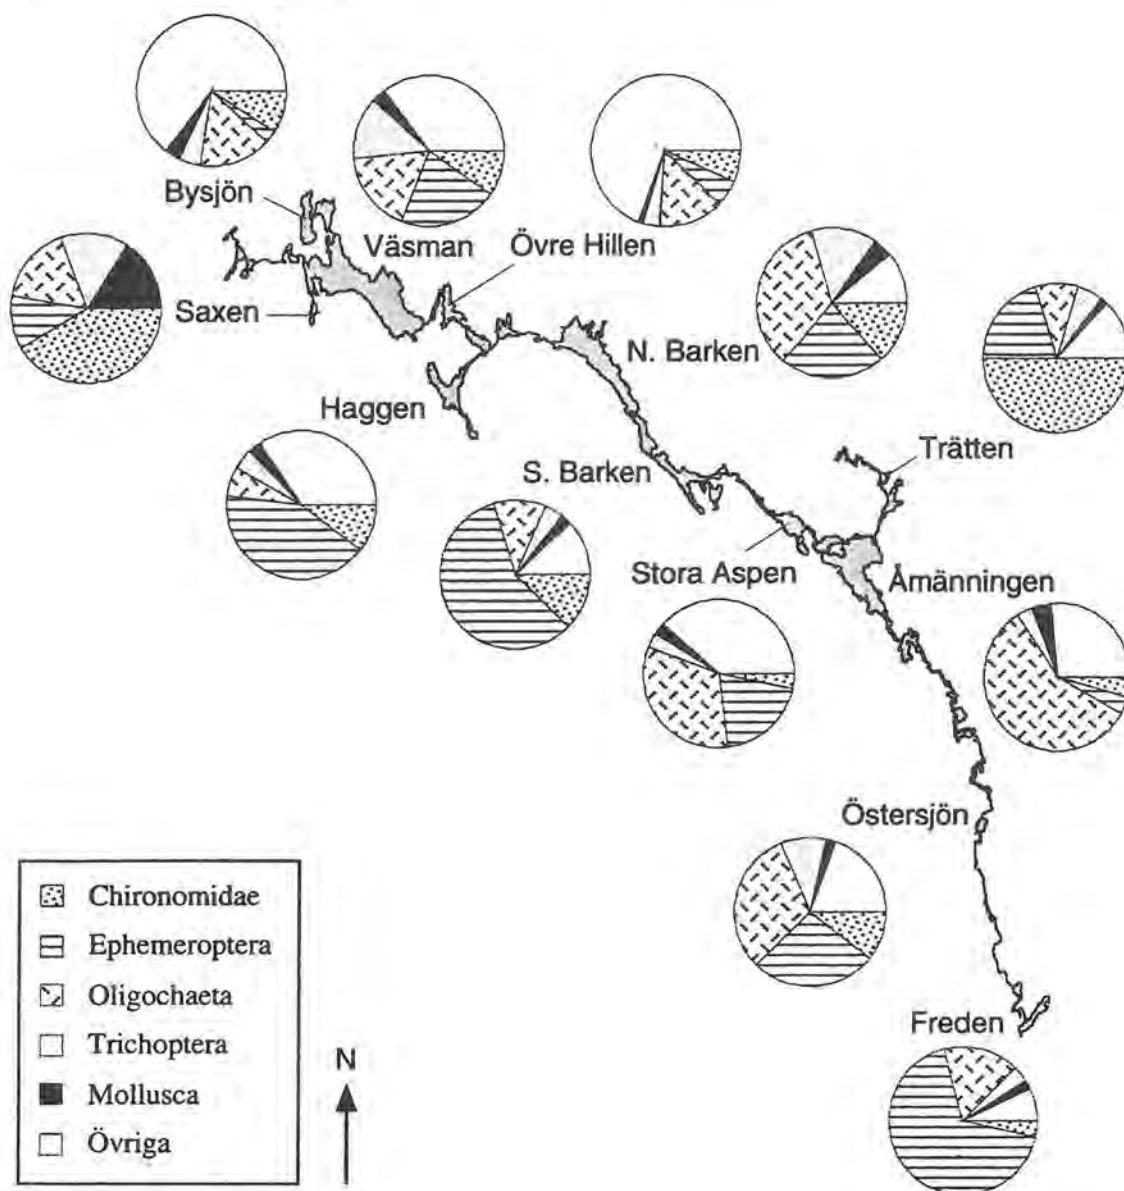 Bysjön
Väsman
Övre Hillen
Saxen
N. Barken
Haggen
S. Barken
Trätten
Stora Aspen
Åmänningen
Östersjön
Freden
Chironomidae
Ephemeroptera
Oligochaeta
Trichoptera
Mollusca
Övriga
N